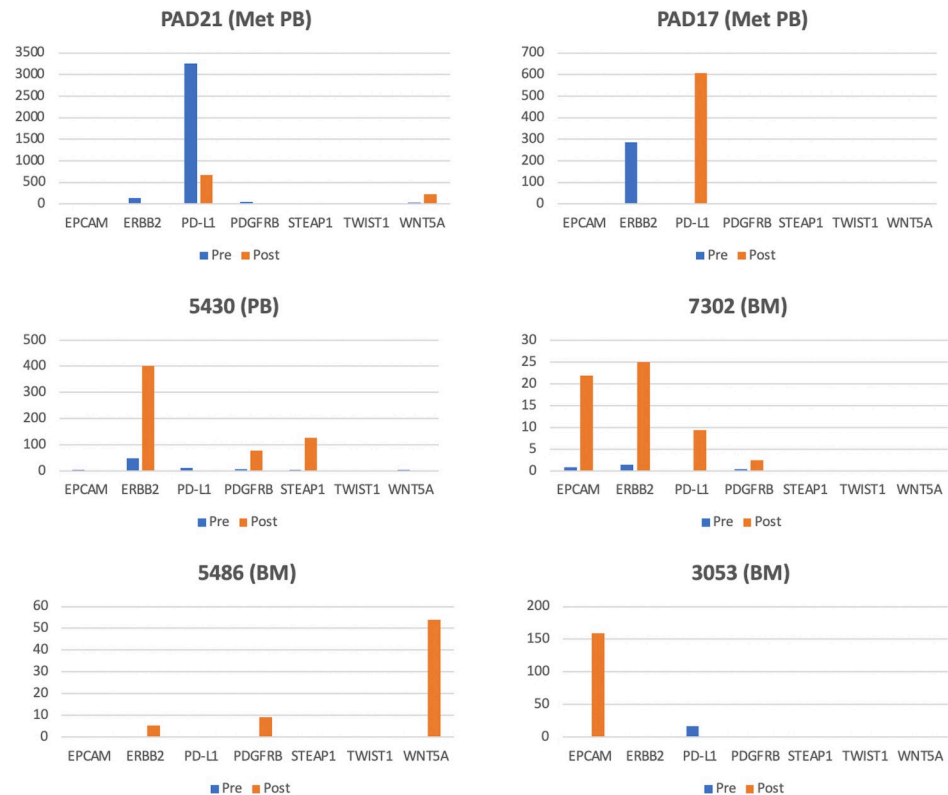 PAD21 (Met PB)
3500
3000
2500
2000
1500
1000
500
0
EPCAM ERBB2 PD-L1 PDGFRB STEAP1 TWIST1 WNT5A
Pre Post
PAD17 (Met PB)
700
600
500
400
300
200
100
0
EPCAM ERBB2 PD-L1 PDGFRB STEAP1 TWIST1 WNT5A
Pre Post
5430 (PB)
500
400
300
200
100
0
EPCAM ERBB2 PD-L1 PDGFRB STEAP1 TWIST1 WNT5A
Pre Post
7302 (BM)
30
25
20
15
10
5
0
EPCAM ERBB2 PD-L1 PDGFRB STEAP1 TWIST1 WNT5A
Pre Post
5486 (BM)
60
50
40
30
20
10
0
EPCAM ERBB2 PD-L1 PDGFRB STEAP1 TWIST1 WNT5A
Pre Post
3053 (BM)
200
150
100
50
0
EPCAM ERBB2 PD-L1 PDGFRB STEAP1 TWIST1 WNT5A
Pre Post